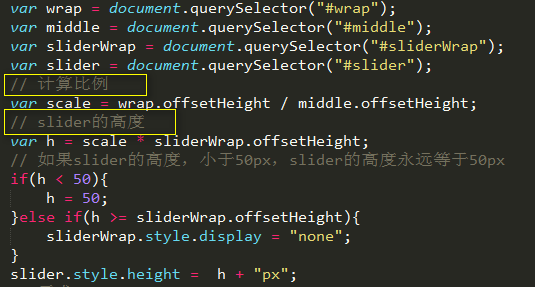 var wrap = document.querySelector("#wrap");
var middle = document.querySelector("#middle");
var sliderWrap = document.querySelector("#sliderWrap");
var slider = document.querySelector("#slider");
// 计算比例
var scale = wrap.offsetHeight / middle.offsetHeight;
// slider的高度
var h = scale * sliderWrap.offsetHeight;
// 如果slider的高度，小于50px，slider的高度永远等于50px
if(h < 50){
    h = 50;
}else if(h >= sliderWrap.offsetHeight){
    sliderWrap.style.display = "none";
}
slider.style.height =  h + "px";